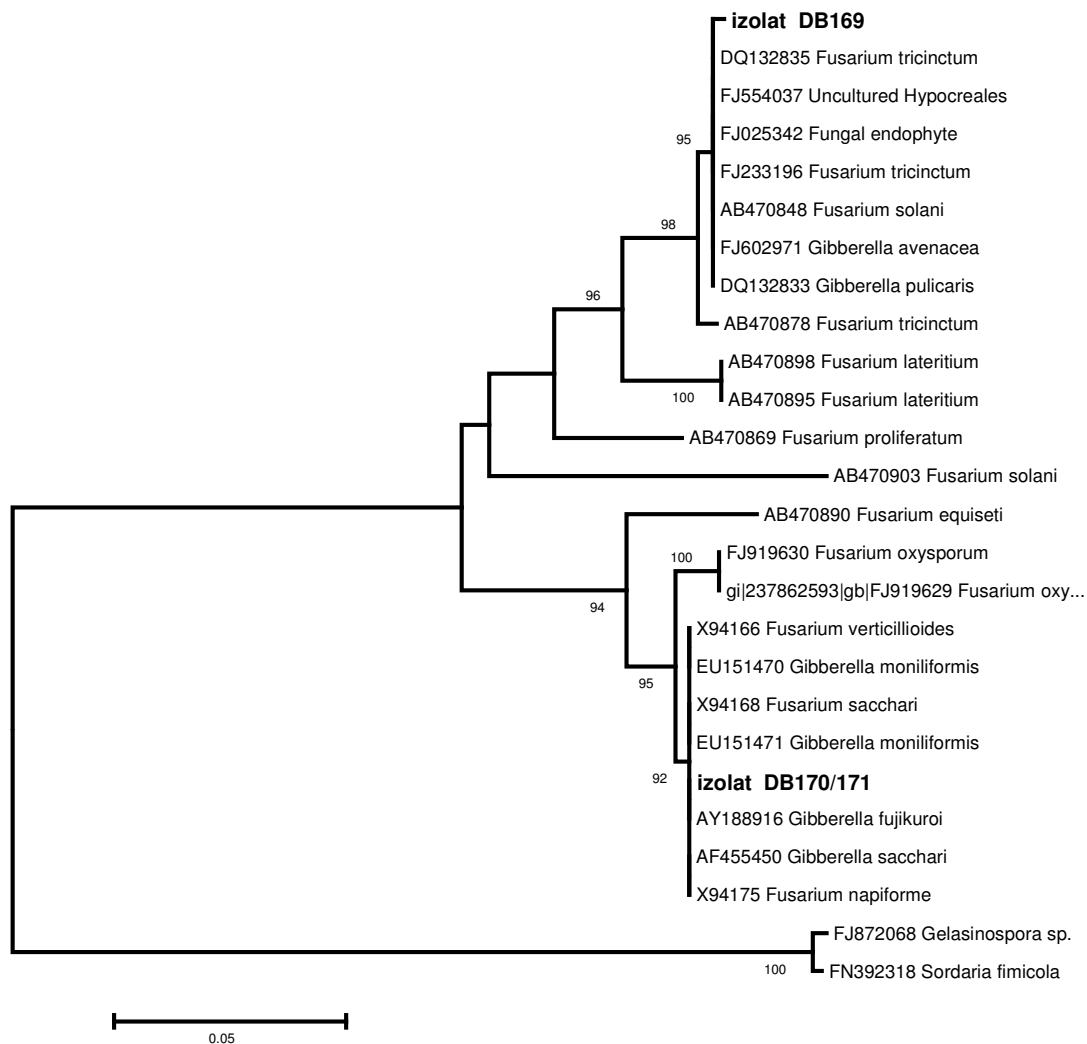 izolat DB169
DQ132835 Fusarium tricinctum
FJ554037 Uncultured Hypocreales
95
FJ025342 Fungal endophyte
FJ233196 Fusarium tricinctum
AB470848 Fusarium solani
98
FJ602971 Gibberella avenacea
DQ132833 Gibberella pulicaris
96
AB470878 Fusarium tricinctum
AB470898 Fusarium lateritium
100
AB470895 Fusarium lateritium
AB470869 Fusarium proliferatum
AB470903 Fusarium solani
AB470890 Fusarium equiseti
100
FJ919630 Fusarium oxysporum
gi|237862593|gb|FJ919629 Fusarium oxy...
94
X94166 Fusarium verticillioides
EU151470 Gibberella moniliformis
95
X94168 Fusarium sacchari
EU151471 Gibberella moniliformis
92
izolat DB170/171
AY188916 Gibberella fujikuroi
AF455450 Gibberella sacchari
X94175 Fusarium napiforme
FJ872068 Gelasinospora sp.
100
FN392318 Sordaria fimicola
0.05